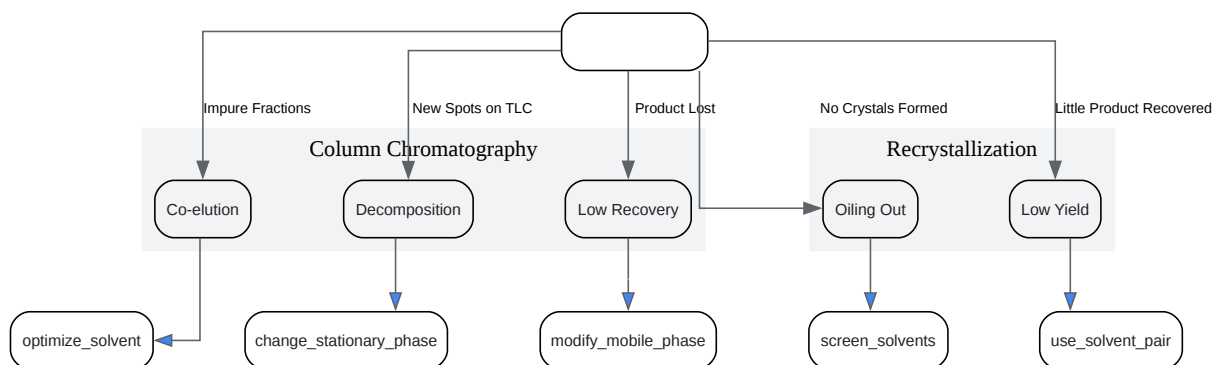 Impure Fractions
New Spots on TLC
Product Lost
No Crystals Formed
Little Product Recovered
Column Chromatography
Recrystallization
Co-elution
Decomposition
Low Recovery
Oiling Out
Low Yield
optimize_solvent
change_stationary_phase
modify_mobile_phase
screen_solvents
use_solvent_pair